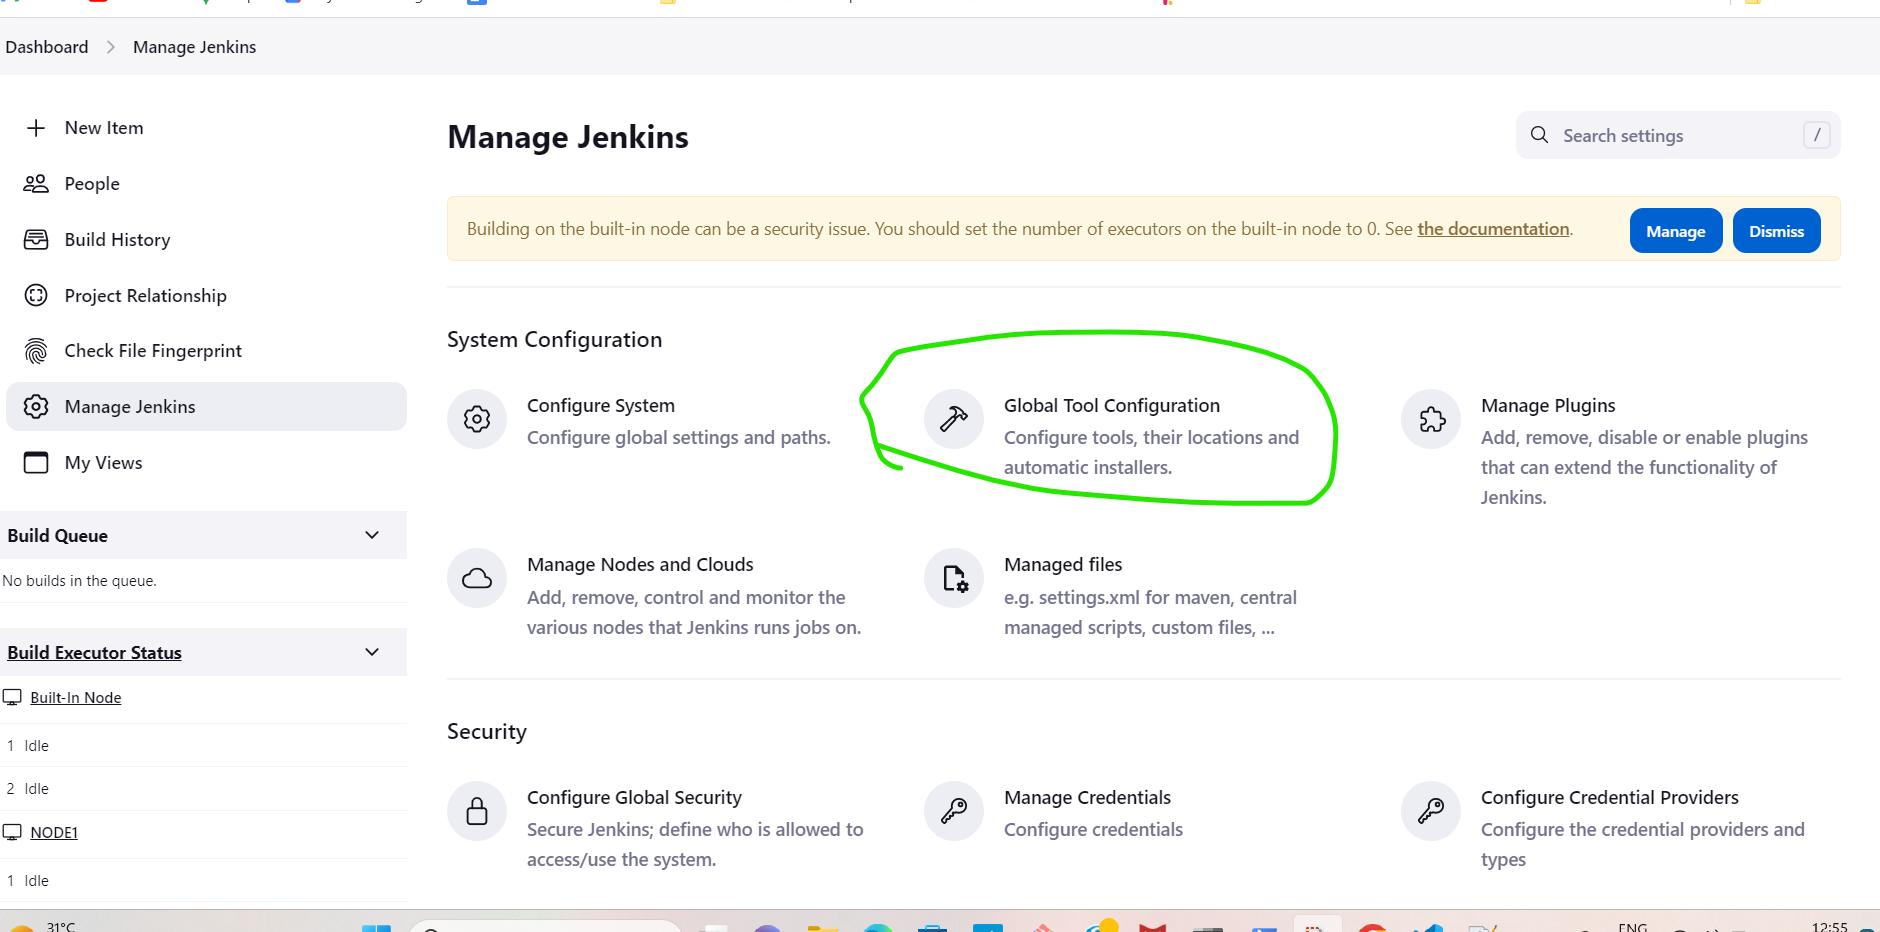 Dashboard > Manage Jenkins
New Item
People
Build History
Project Relationship
Check File Fingerprint
Manage Jenkins
My Views
Build Queue
No builds in the queue.
Build Executor Status
Built-In Node
1 Idle
2 Idle
NODE1
1 Idle
Manage Jenkins
Search settings /
Building on the built-in node can be a security issue. You should set the number of executors on the built-in node to 0. See the documentation.
Manage
Dismiss
System Configuration
Configure System
Configure global settings and paths.
Global Tool Configuration
Configure tools, their locations and
automatic installers.
Manage Plugins
Add, remove, disable or enable plugins
that can extend the functionality of
Jenkins.
Manage Nodes and Clouds
Add, remove, control and monitor the
various nodes that Jenkins runs jobs on.
Managed files
e.g. settings.xml for maven, central
managed scripts, custom files, ...
Security
Configure Global Security
Secure Jenkins; define who is allowed to
access/use the system.
Manage Credentials
Configure credentials
Configure Credential Providers
Configure the credential providers and
types
31°C
ENG
12:55